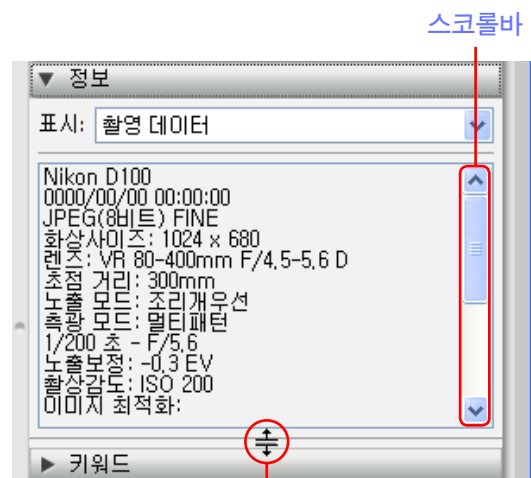 스코롤바
▼ 정보
표시: 촬영 데이터
Nikon D100
0000/00/00 00:00:00
JPEG(8비트) FINE
화상사이즈: 1024 x 680
렌즈: VR 80-400mm F/4.5-5.6 D
초점 거리: 300mm
노출 모드: 조리개우선
측광 모드: 멀티패턴
1/200 초 - F/5.6
노출보정: -0.3 EV
촬상감도: ISO 200
이미지 최적화:
▶ 키워드